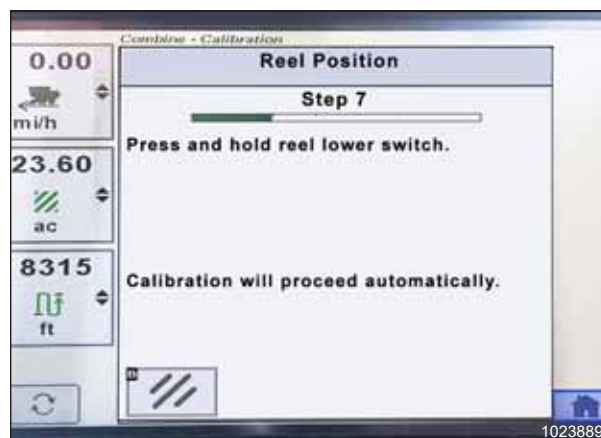 Combine - Calibration
0.00
mi/h
23.60
ac
8315
ft
Reel Position
Step 7
Press and hold reel lower switch.
Calibration will proceed automatically.
1023889